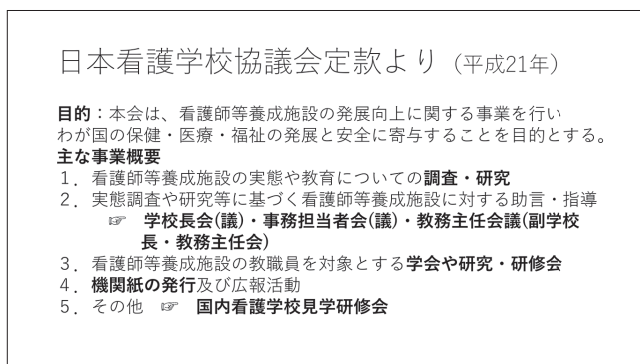 日本看護学校協議会定款より（平成21年）
目的：本会は、看護師等養成施設の発展向上に関する事業を行い
わが国の保健・医療・福祉の発展と安全に寄与することを目的とする。
主な事業概要
1．看護師等養成施設の実態や教育についての調査・研究
2．実態調査や研究等に基づく看護師等養成施設に対する助言・指導
☞ 学校長会(議)・事務担当者会(議)・教務主任会議(副学校
長・教務主任会)
3．看護師等養成施設の教職員を対象とする学会や研究・研修会
4．機関紙の発行及び広報活動
5．その他 ☞ 国内看護学校見学研修会